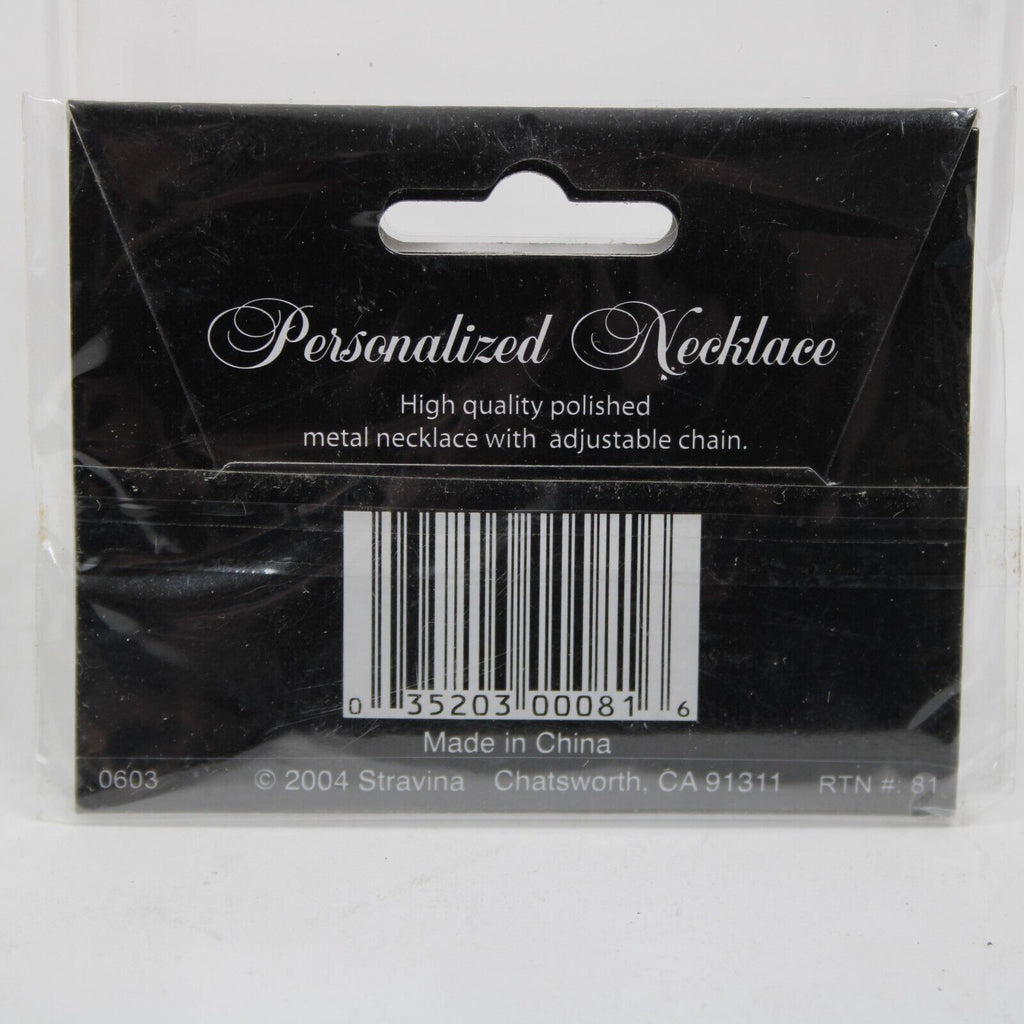 Personalized Necklace
High quality polished
metal necklace with adjustable chain.
0 35203 00081 6
Made in China
0603 © 2004 Stravina Chatsworth, CA 91311 RTN #: 81